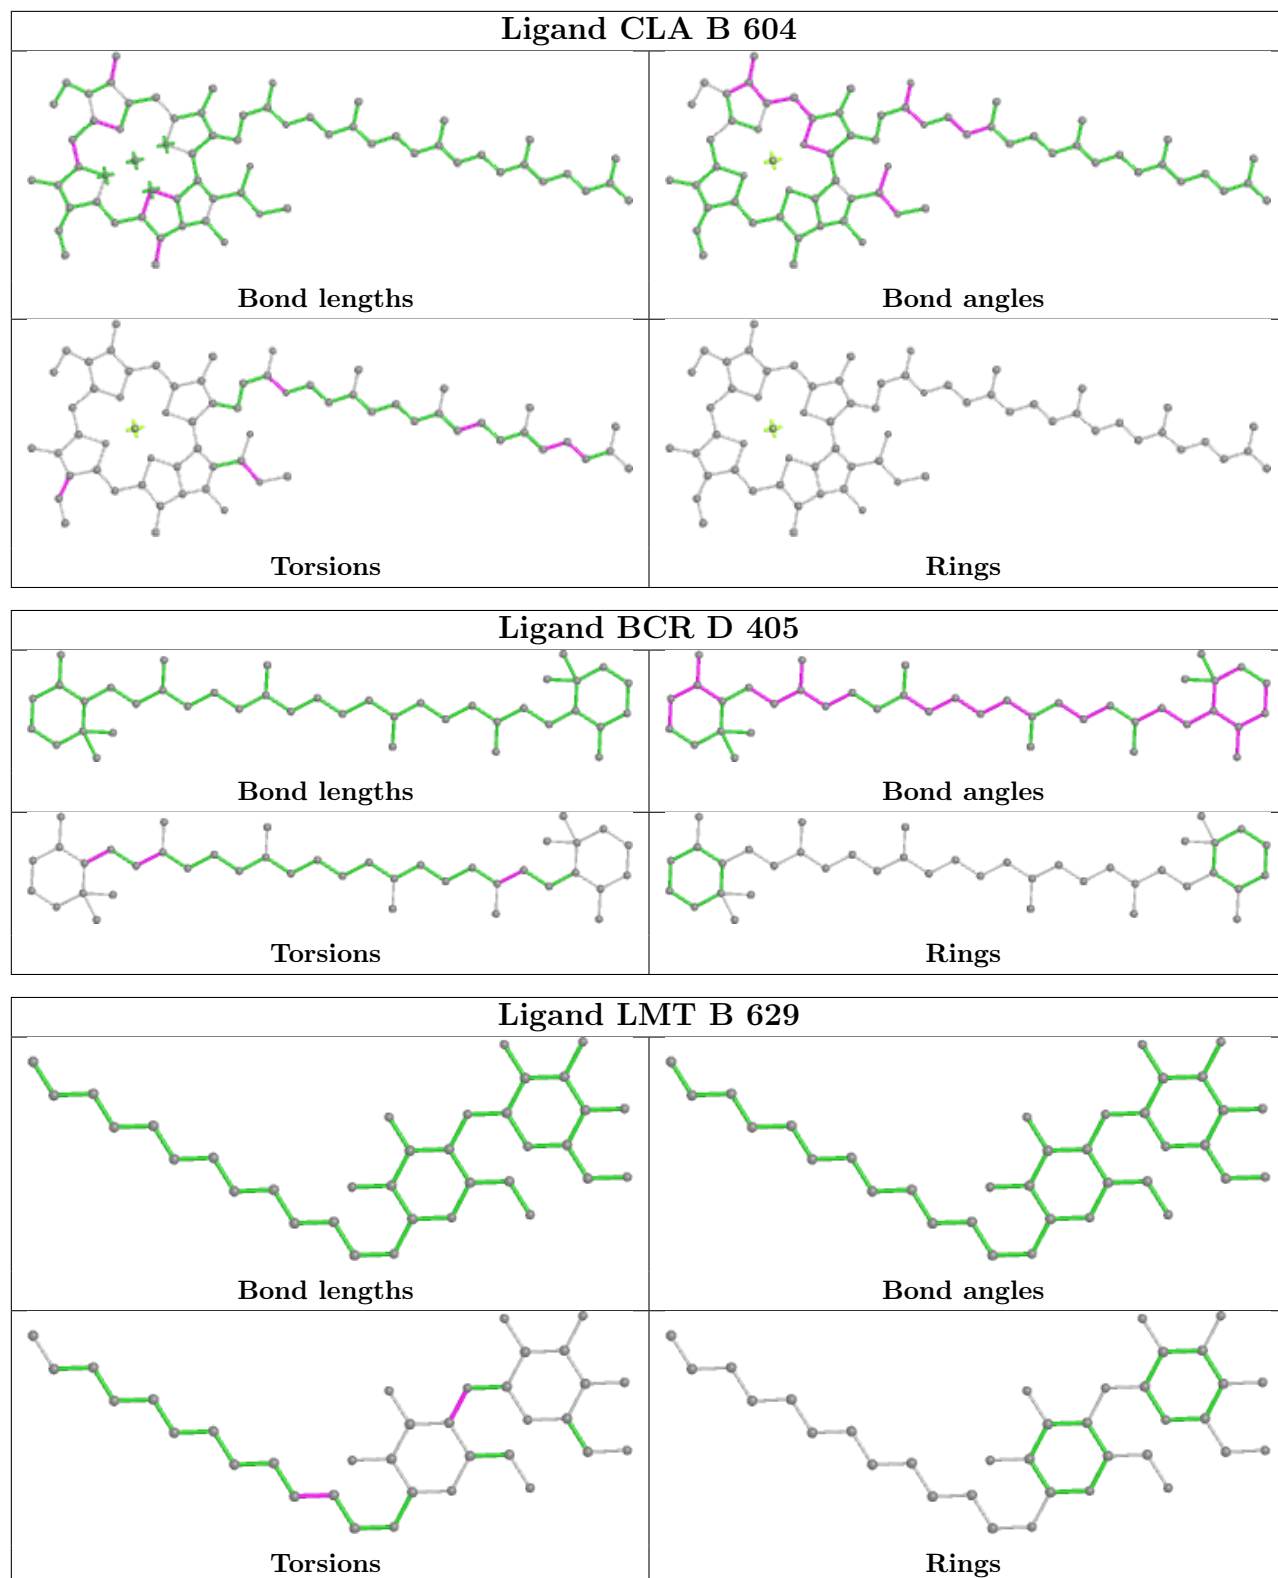 Ligand CLA B 604
Bond lengths
Bond angles
Torsions
Rings
Ligand BCR D 405
Bond lengths
Bond angles
Torsions
Rings
Ligand LMT B 629
Bond lengths
Bond angles
Torsions
Rings